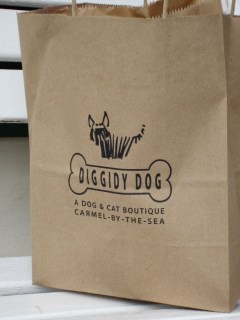 DIGGIDY DOG
A DOG & CAT BOUTIQUE
CARMEL-BY-THE-SEA